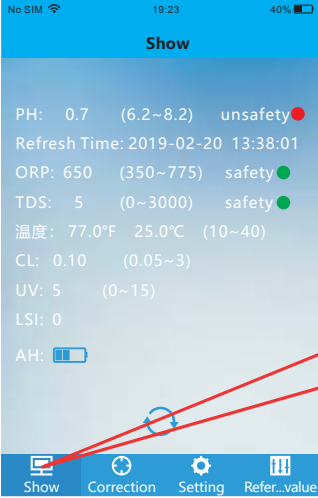 No SIM 19:23 40%
Show
PH: 0.7 (6.2~8.2) unsafety
Refresh Time: 2019-02-20 13:38:01
ORP: 650 (350~775) safety
TDS: 5 (0~3000) safety
温度: 77.0°F 25.0℃ (10~40)
CL: 0.10 (0.05~3)
UV: 5 (0~15)
LSI: 0
AH:
Show Correction Setting Refer...value